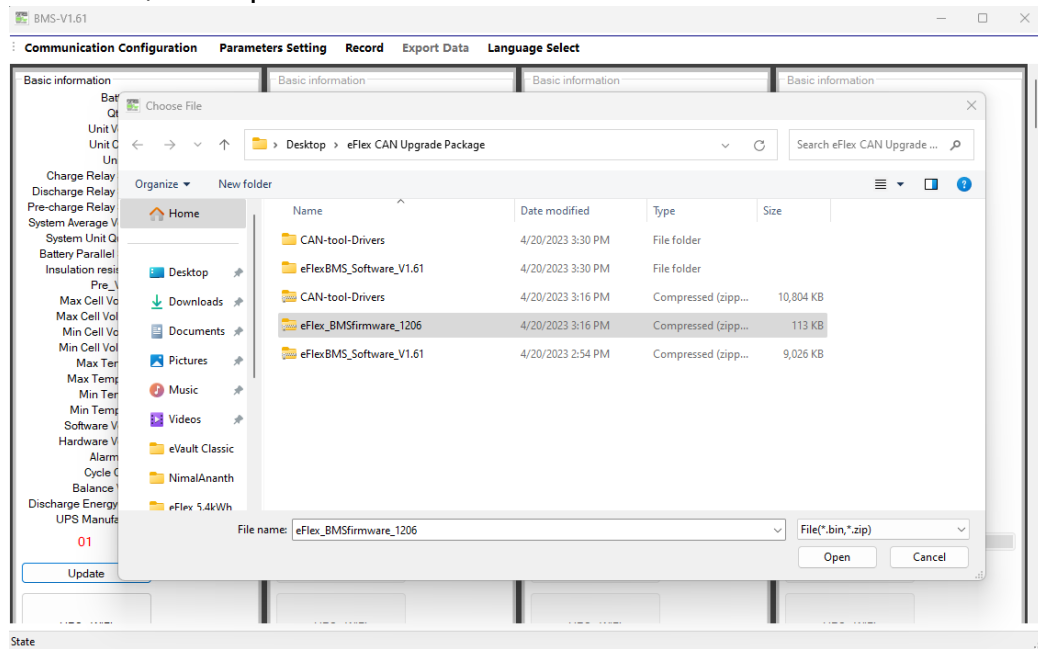 BMS-V1.61
Communication Configuration Parameters Setting Record Export Data Language Select
Basic information Basic information Basic information Basic information
Choose File
Desktop > eFlex CAN Upgrade Package
Search eFlex CAN Upgrade ...
Organize New folder
Name Date modified Type Size
CAN-tool-Drivers 4/20/2023 3:30 PM File folder
eFlexBMS_Software_V1.61 4/20/2023 3:30 PM File folder
CAN-tool-Drivers 4/20/2023 3:16 PM Compressed (zipp... 10,804 KB
eFlex_BMSfirmware_1206 4/20/2023 3:16 PM Compressed (zipp... 113 KB
eFlexBMS_Software_V1.61 4/20/2023 2:54 PM Compressed (zipp... 9,026 KB
Home
Desktop
Downloads
Documents
Pictures
Music
Videos
eVault Classic
NimalAnanth
eFlex 5.4kWh
File name: eFlex_BMSfirmware_1206
File(*.bin,*.zip)
Open Cancel
Bat
Qt
Unit V
Unit C
Un
Charge Relay
Discharge Relay
Pre-charge Relay
System Average V
System Unit Q
Battery Parallel
Insulation resis
Pre_V
Max Cell Vo
Max Cell Vol
Min Cell Vo
Min Cell Vol
Max Ter
Max Temp
Min Ter
Min Temp
Software V
Hardware V
Alarm
Cycle C
Balance
Discharge Energy
UPS Manufa
01
Update
State